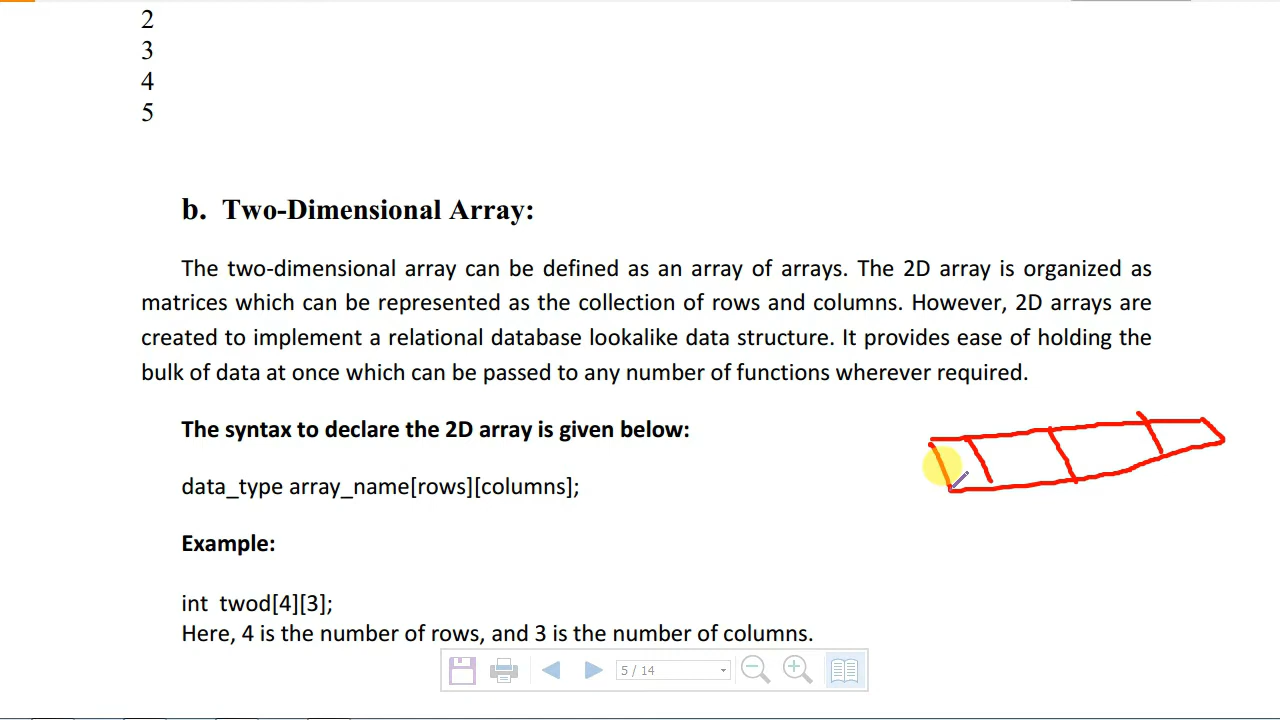 2
3
4
5
b. Two-Dimensional Array:
The two-dimensional array can be defined as an array of arrays. The 2D array is organized as
matrices which can be represented as the collection of rows and columns. However, 2D arrays are
created to implement a relational database lookalike data structure. It provides ease of holding the
bulk of data at once which can be passed to any number of functions wherever required.
The syntax to declare the 2D array is given below:
data_type array_name[rows][columns];
Example:
int twod[4][3];
Here, 4 is the number of rows, and 3 is the number of columns.
5 / 14